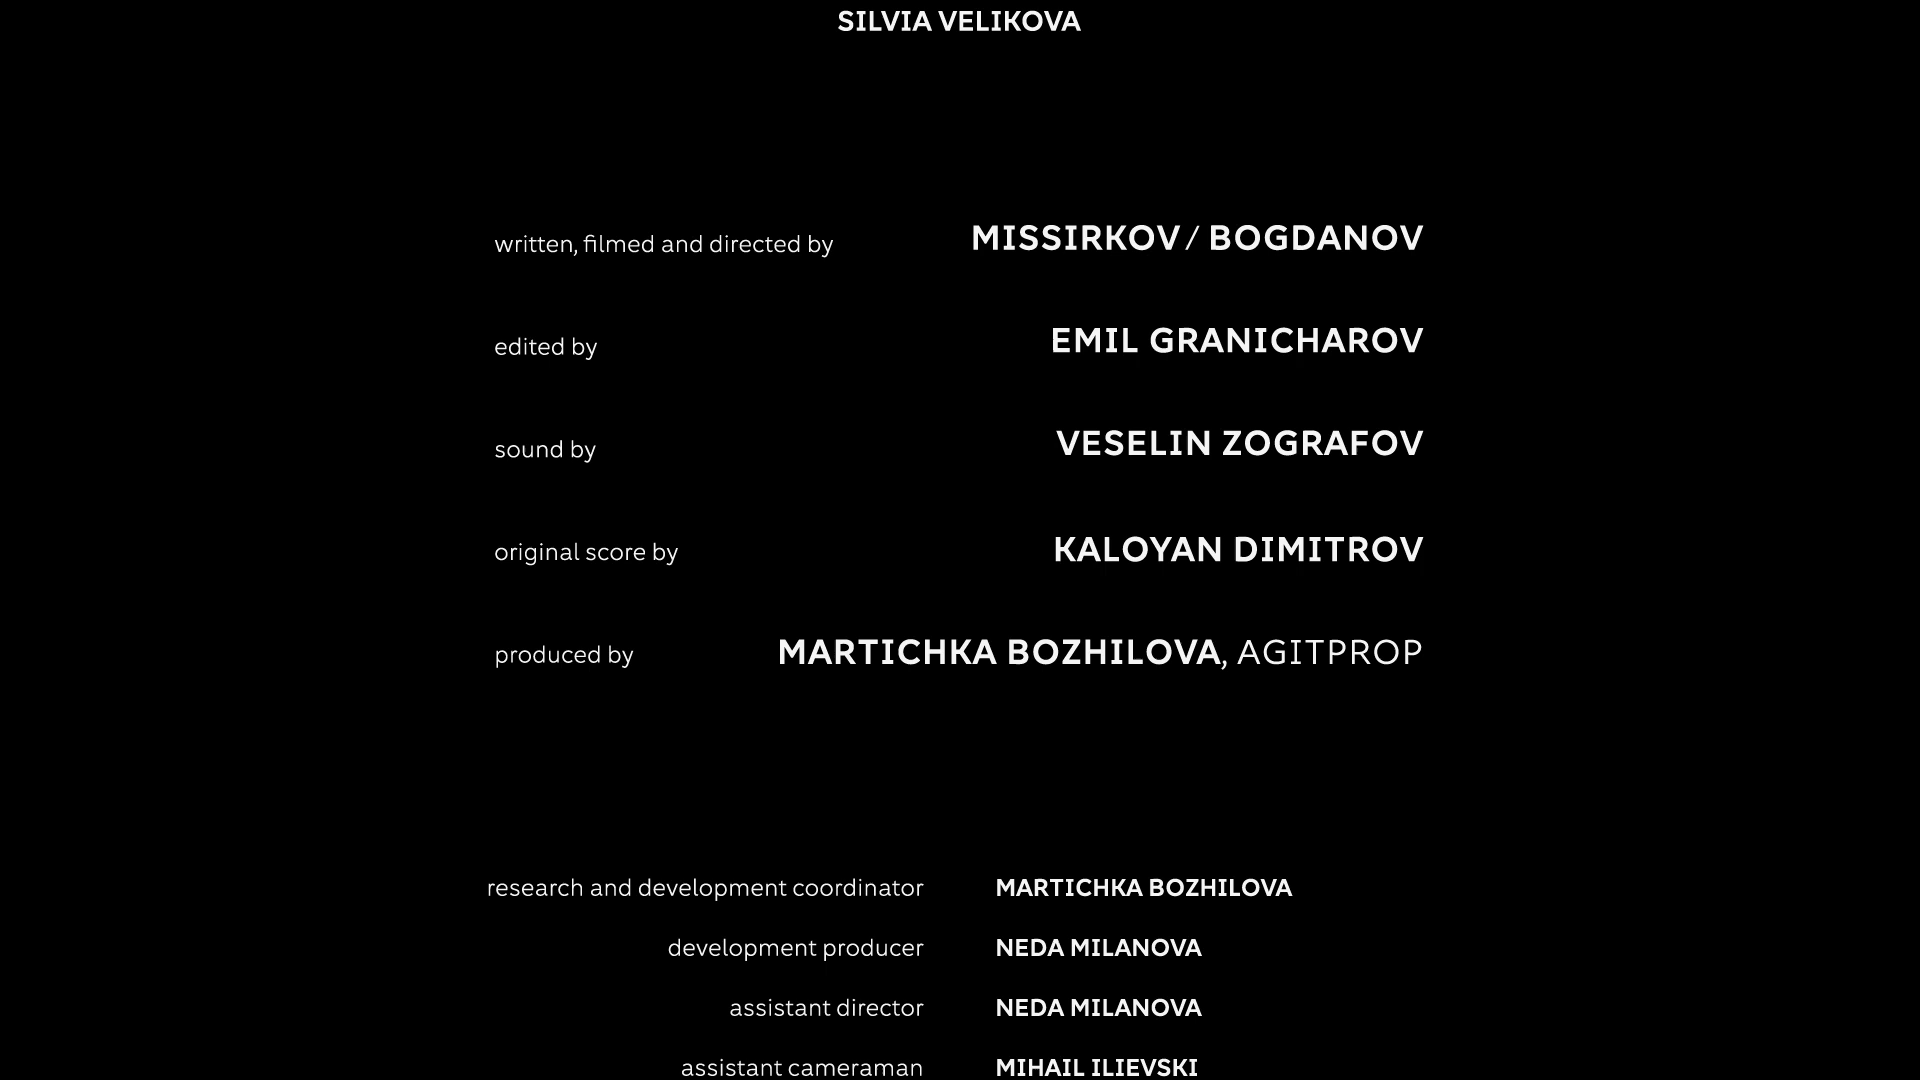 SILVIA VELIKOVA
written, filmed and directed by MISSIRKOV / BOGDANOV
edited by EMIL GRANICHAROV
sound by VESELIN ZOGRAFOV
original score by KALOYAN DIMITROV
produced by MARTICHKA BOZHILOVA, AGITPROP
research and development coordinator MARTICHKA BOZHILOVA
development producer NEDA MILANOVA
assistant director NEDA MILANOVA
assistant cameraman MIHAIL ILIEVSKI